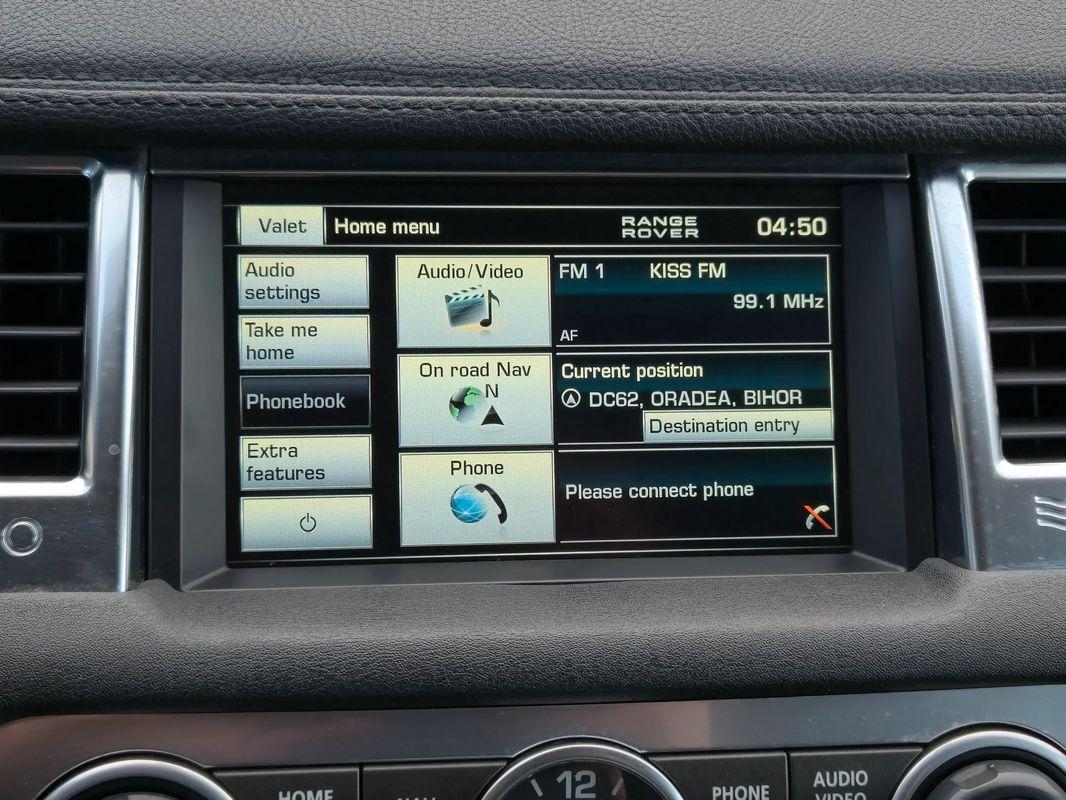 Valet
Home menu
RANGE
ROVER
04:50
Audio
settings
Take me
home
Phonebook
Extra
features
Audio/Video
On road Nav
N
Phone
FM 1 KISS FM
99.1 MHz
AF
Current position
DC62, ORADEA, BIHOR
Destination entry
Please connect phone
HOME
NAV
12
PHONE
AUDIO
VIDEO